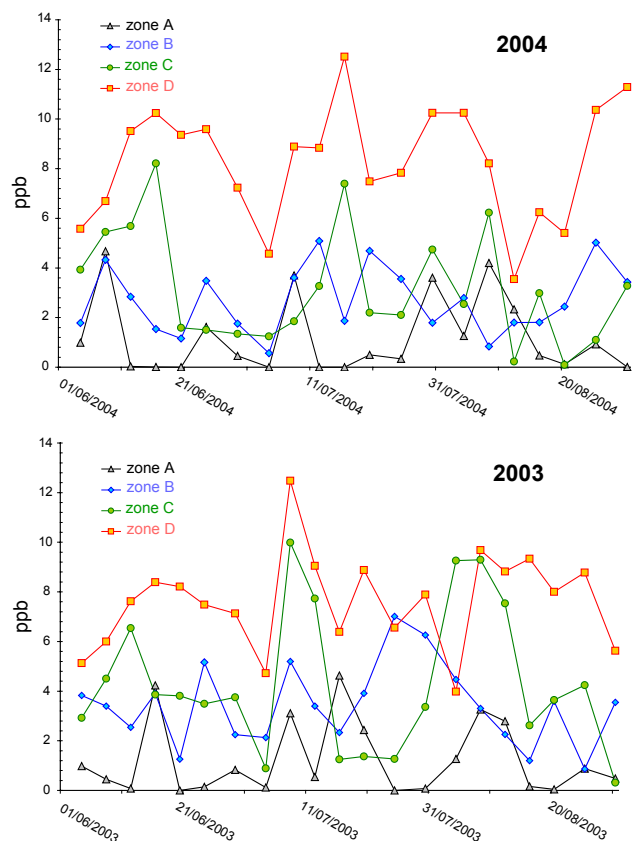 14
12
10
8
6
4
2
0
ppb
zone A
zone B
zone C
zone D
2004
01/06/2004
21/06/2004
11/07/2004
31/07/2004
20/08/2004
14
12
10
8
6
4
2
0
ppb
zone A
zone B
zone C
zone D
2003
01/06/2003
21/06/2003
11/07/2003
31/07/2003
20/08/2003